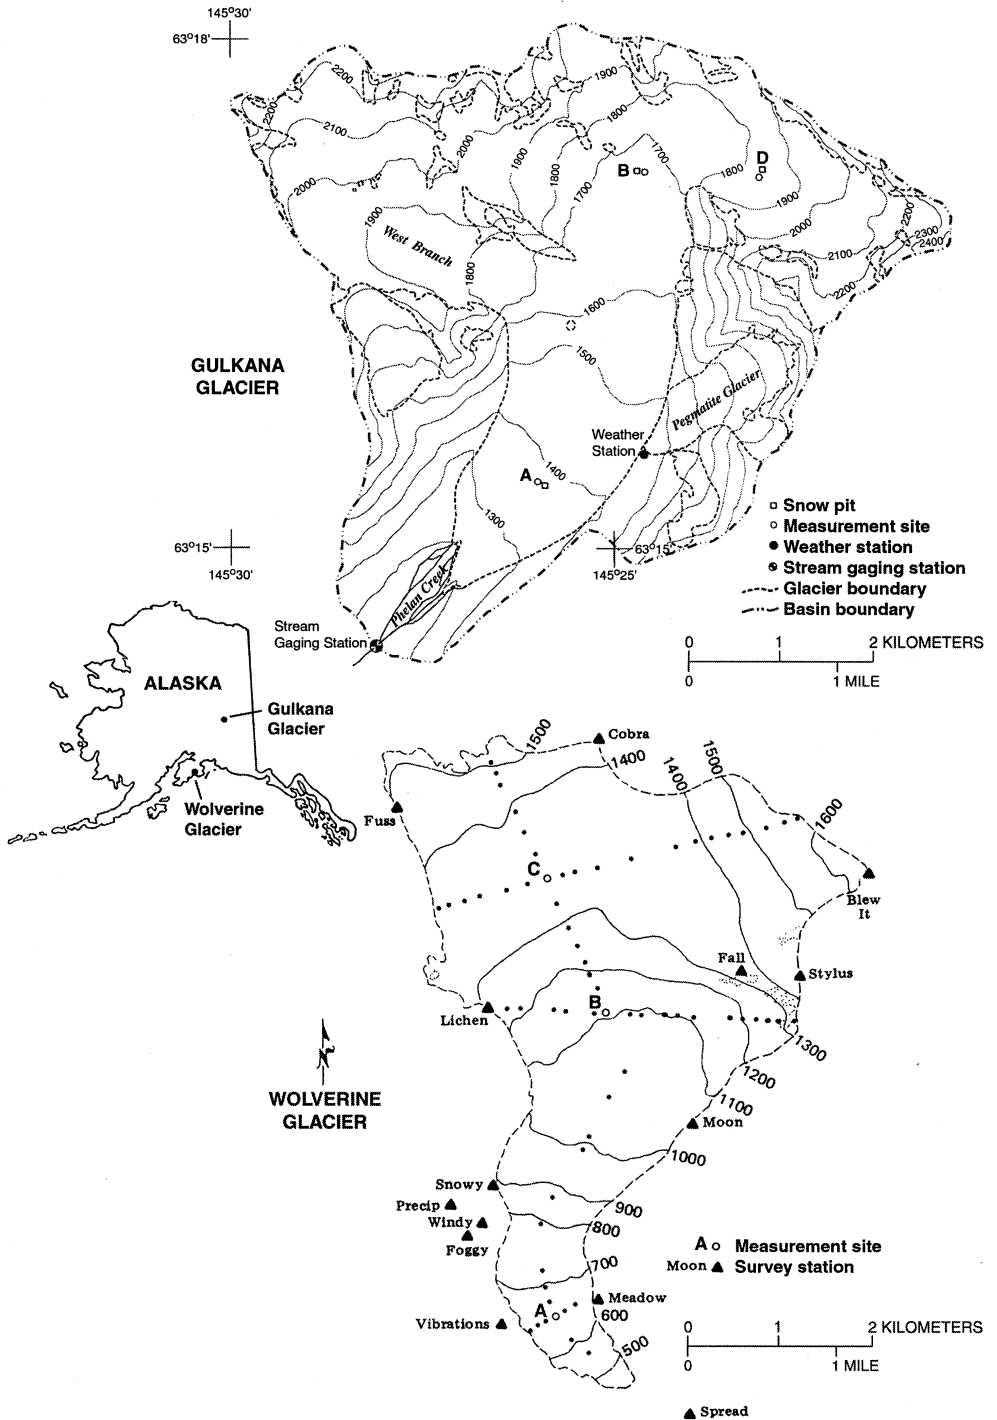 145°30'
63°18'
2200
1900
2200
2100
2000
1900
1800
1700
1800
1700
B
D
1800
1900
2000
1900
2000
2200
2300
2400
2100
2200
West Branch
1800
1600
1500
GULKANA
GLACIER
Pegmatite Glacier
Weather
Station
A
1400
1300
Snow pit
Measurement site
Weather station
Stream gaging station
Glacier boundary
Basin boundary
63°15'
145°30'
63°15'
145°25'
Phelan Creek
Stream
Gaging Station
0 1 2 KILOMETERS
0 1 MILE
ALASKA
Gulkana
Glacier
Wolverine
Glacier
1500
Cobra
1400
1400
1500
1600
Fuss
C
Blew
It
Fall
Stylus
Lichen
B
1300
1200
1100
Moon
1000
WOLVERINE
GLACIER
N
Snowy
Precip
Windy
Foggy
900
800
700
A
Meadow
600
Vibrations
500
A Measurement site
Moon Survey station
0 1 2 KILOMETERS
0 1 MILE
Spread